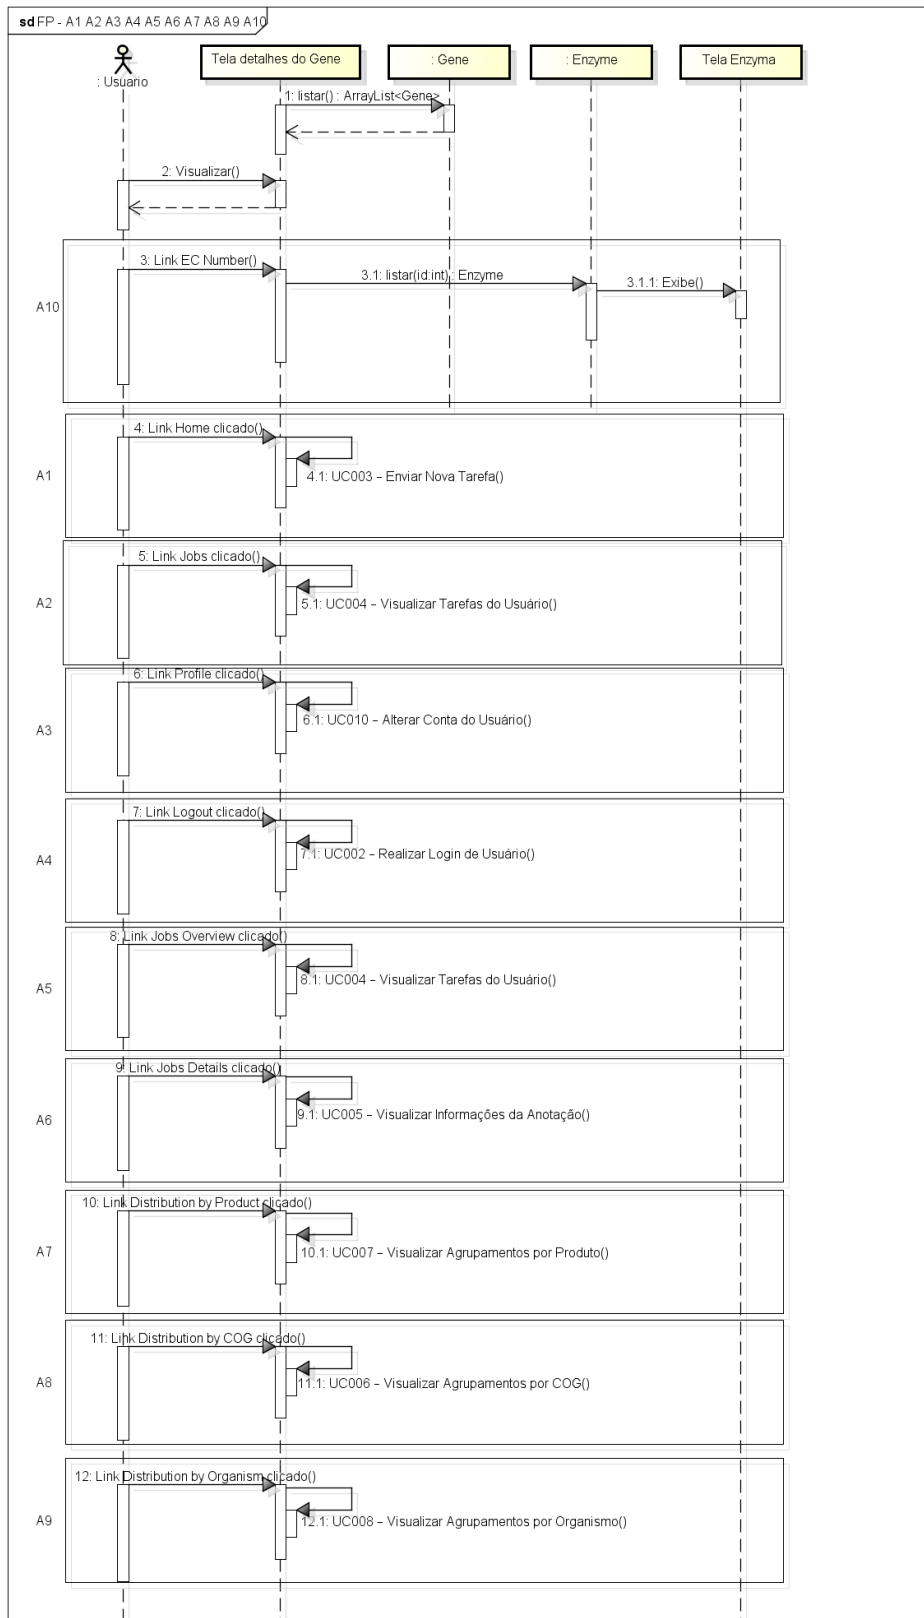 sd FP - A1 A2 A3 A4 A5 A6 A7 A8 A9 A10
: Usuario
Tela detalhes do Gene
: Gene
: Enzyme
Tela Enzyma
1: listar() : ArrayList<Gene>
2: Visualizar()
A10
3: Link EC Number()
3.1: listar(id:int) : Enzyme
3.1.1: Exibe()
A1
4: Link Home clicado()
4.1: UC003 – Enviar Nova Tarefa()
A2
5: Link Jobs clicado()
5.1: UC004 – Visualizar Tarefas do Usuário()
A3
6: Link Profile clicado()
6.1: UC010 – Alterar Conta do Usuário()
A4
7: Link Logout clicado()
7.1: UC002 – Realizar Login de Usuário()
A5
8: Link Jobs Overview clicado()
8.1: UC004 – Visualizar Tarefas do Usuário()
A6
9: Link Jobs Details clicado()
9.1: UC005 – Visualizar Informações da Anotação()
A7
10: Link Distribution by Product clicado()
10.1: UC007 – Visualizar Agrupamentos por Produto()
A8
11: Link Distribution by COG clicado()
11.1: UC006 – Visualizar Agrupamentos por COG()
A9
12: Link Distribution by Organism clicado()
12.1: UC008 – Visualizar Agrupamentos por Organismo()